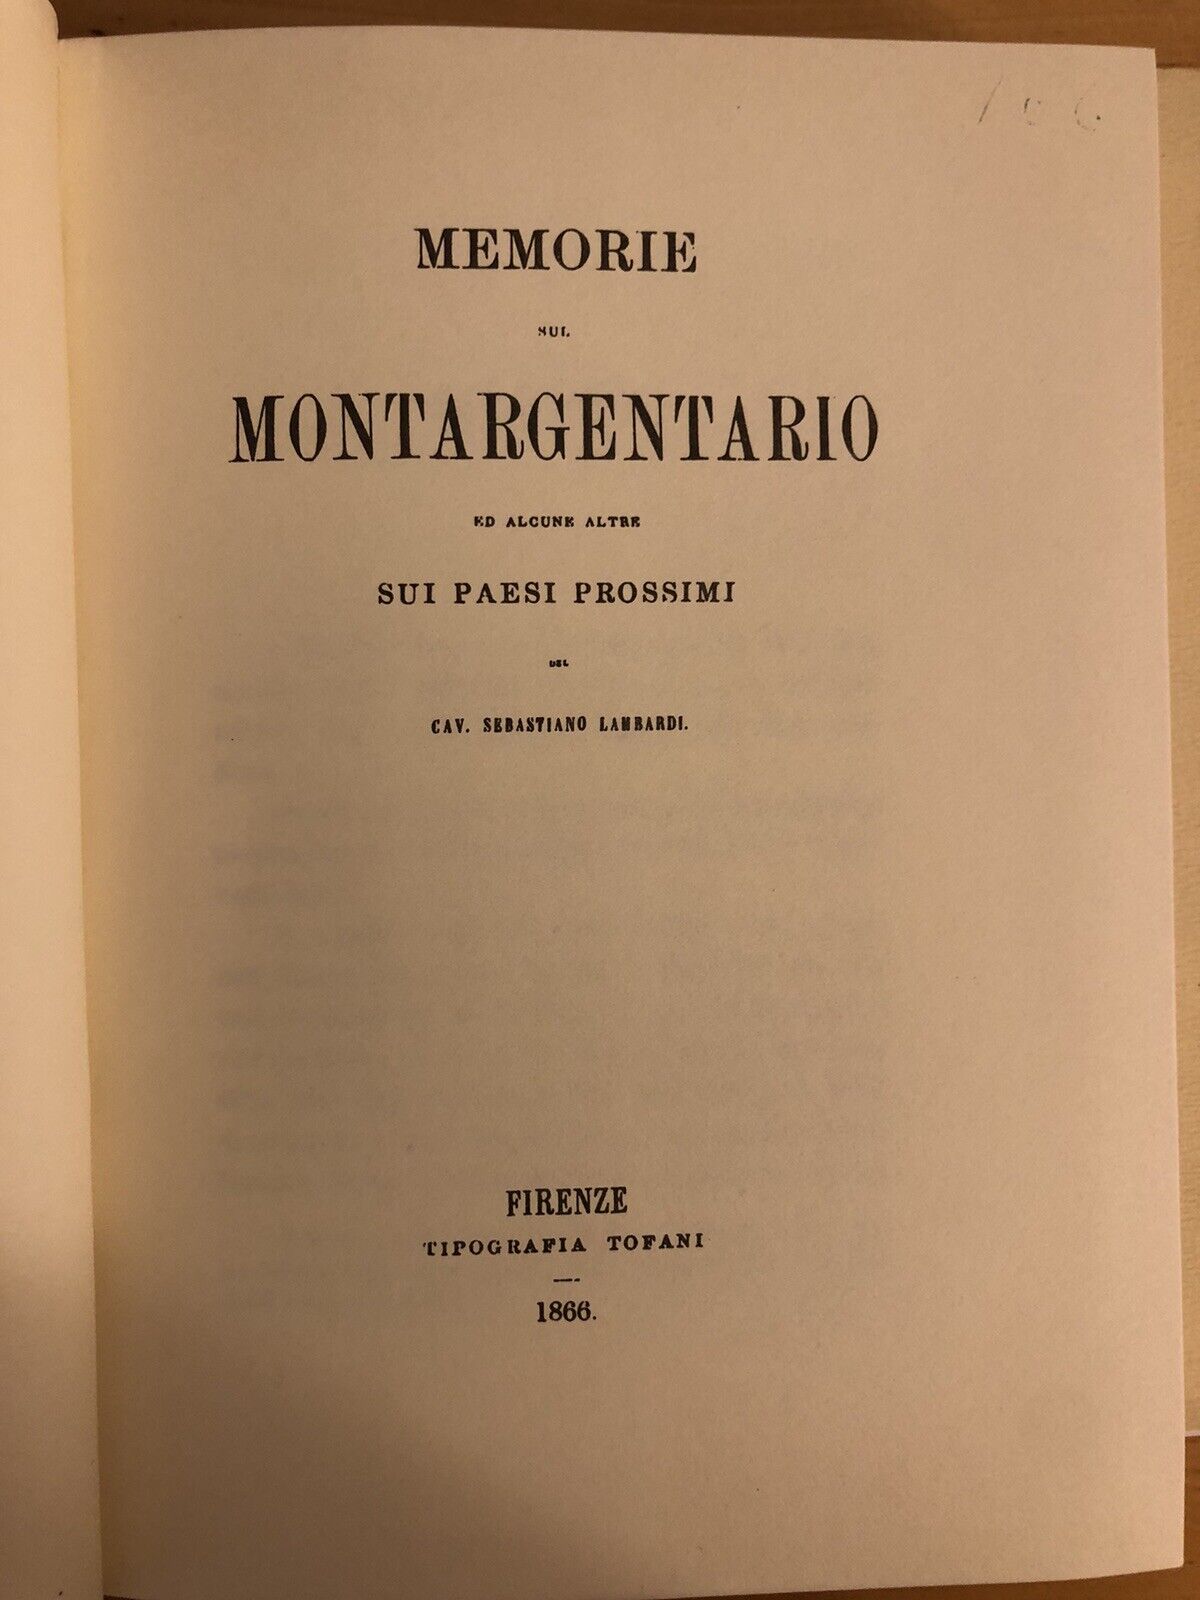 MEMORIE
SUL
MONTARGENTARIO
ED ALCUNE ALTRE
SUI PAESI PROSSIMI
DEL
CAV. SEBASTIANO LAMBARDI.
FIRENZE
TIPOGRAFIA TOFANI
1866.